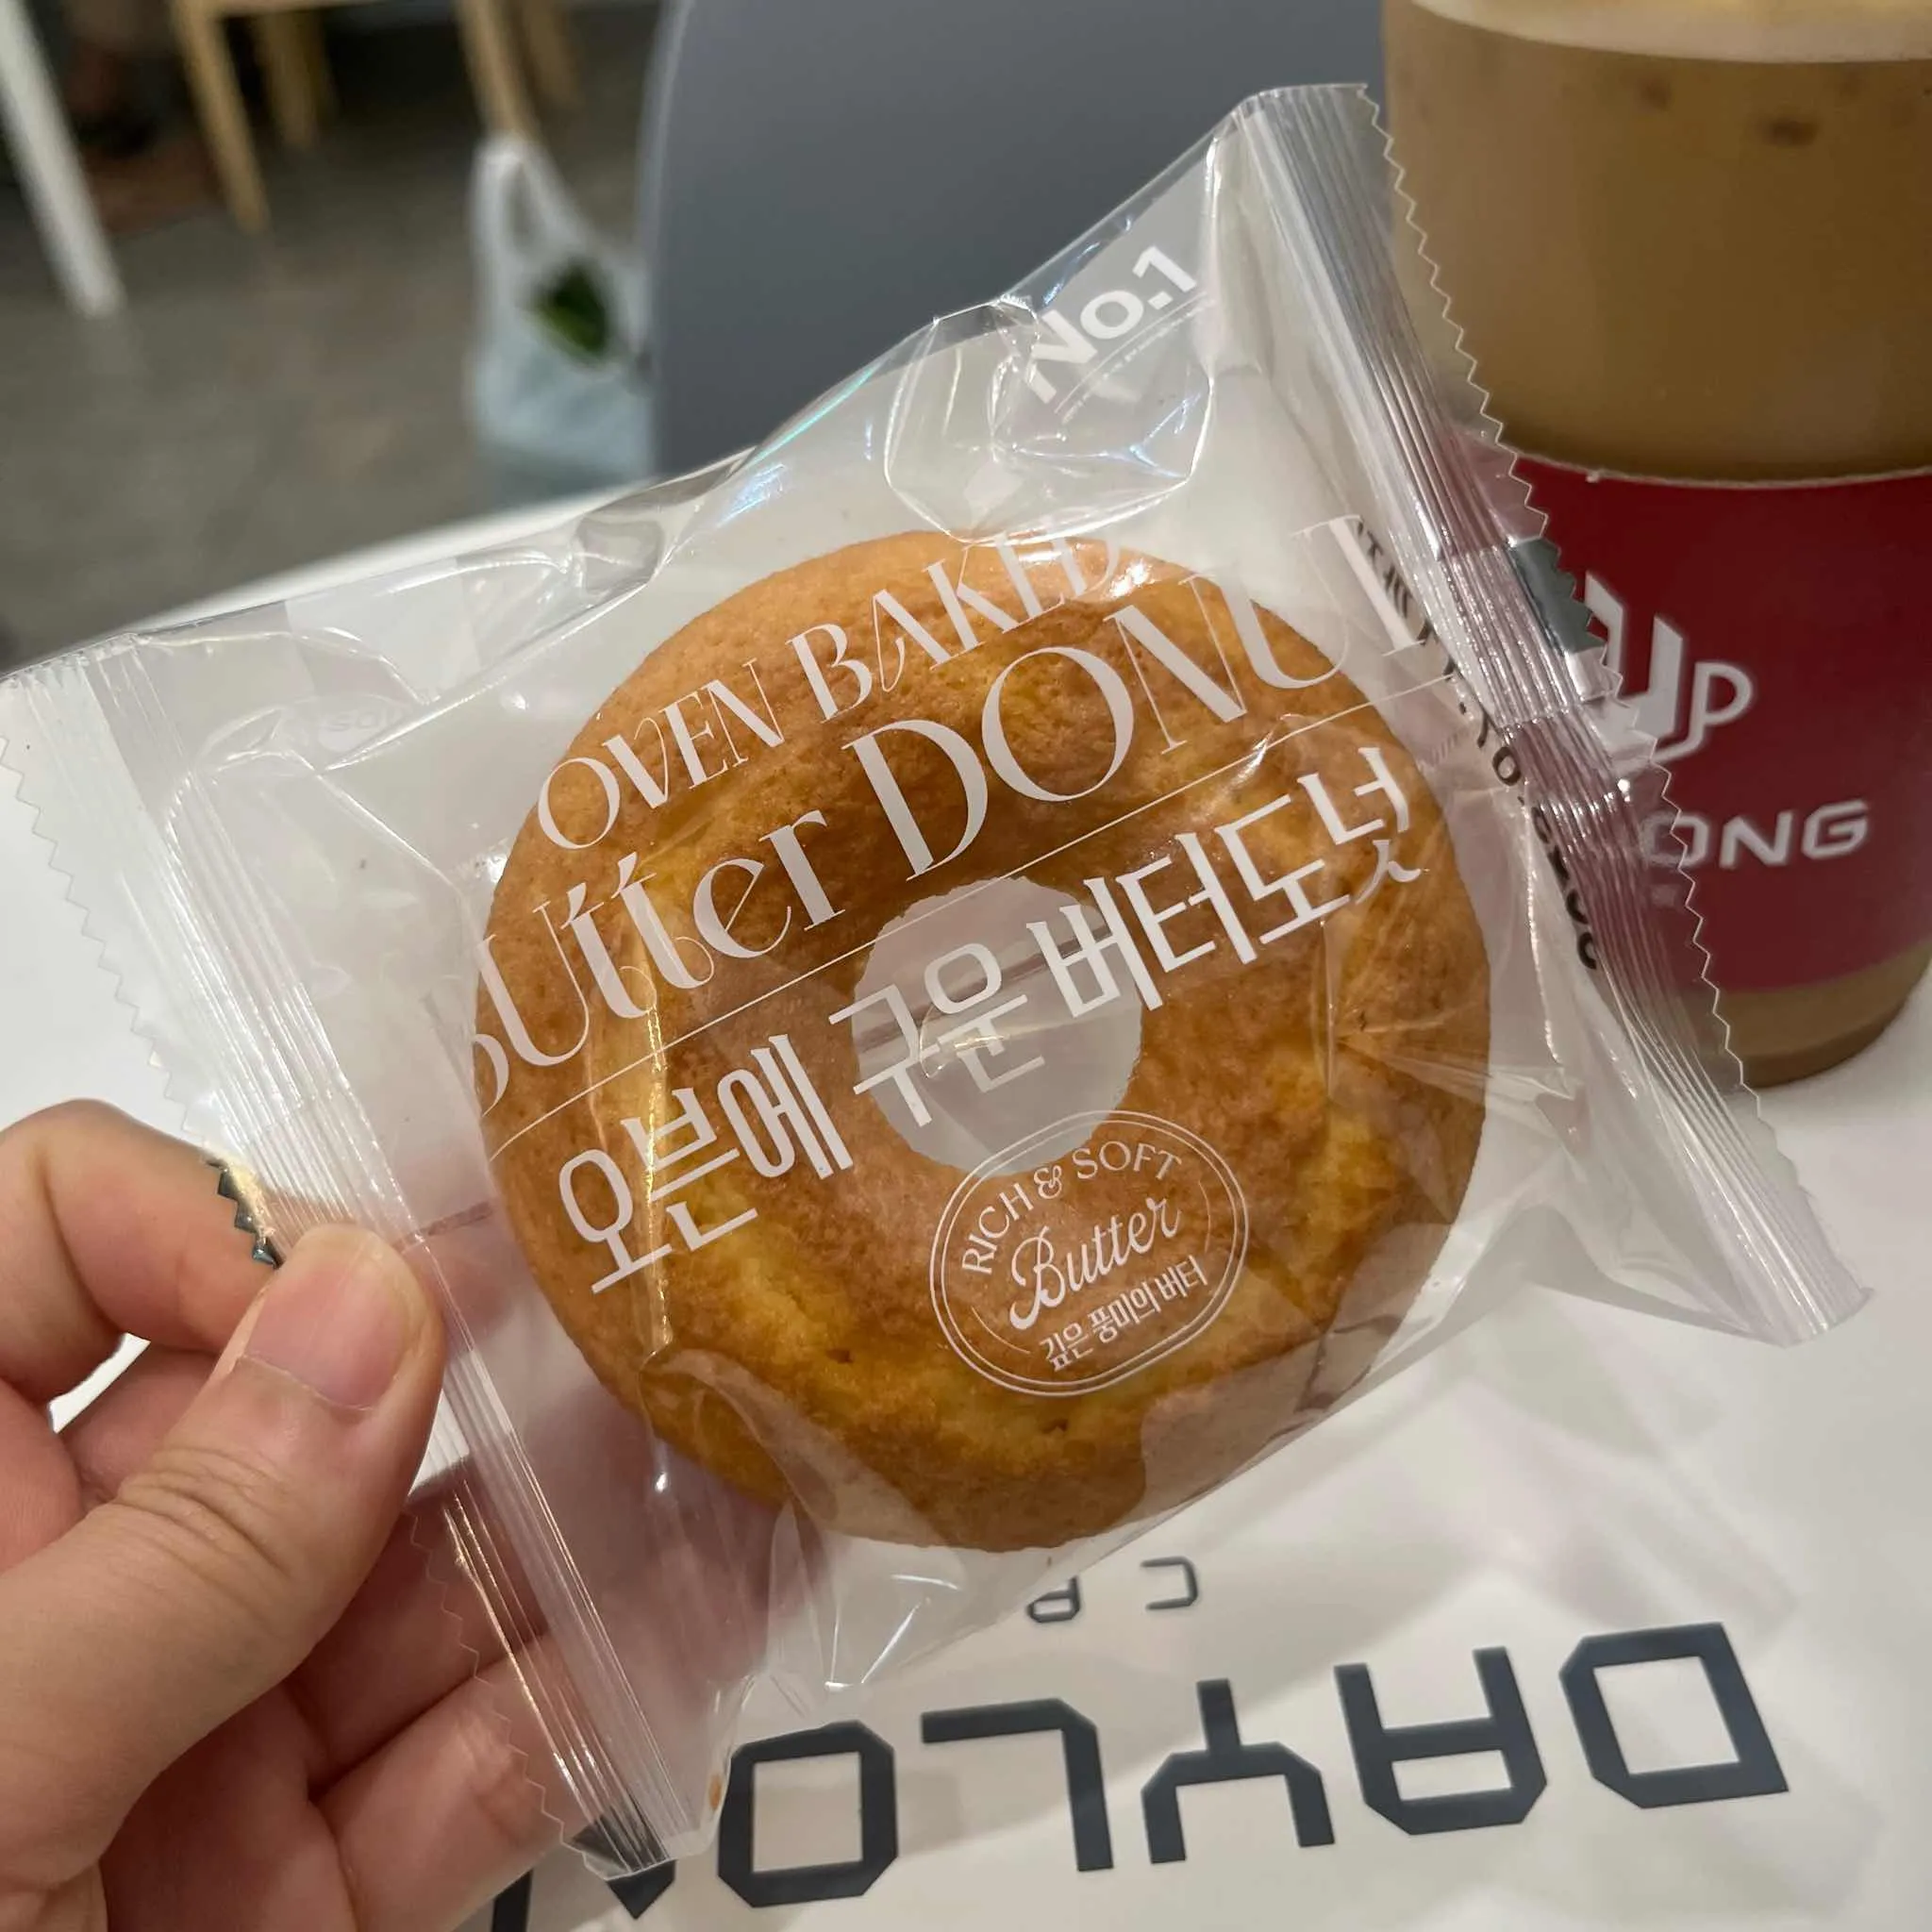 No.1
OVEN BAKED
Butter DONUT
오븐에 구운 버터도넛
RICH & SOFT
Butter
깊은 풍미의 버터
UP
ONG
DAYLO